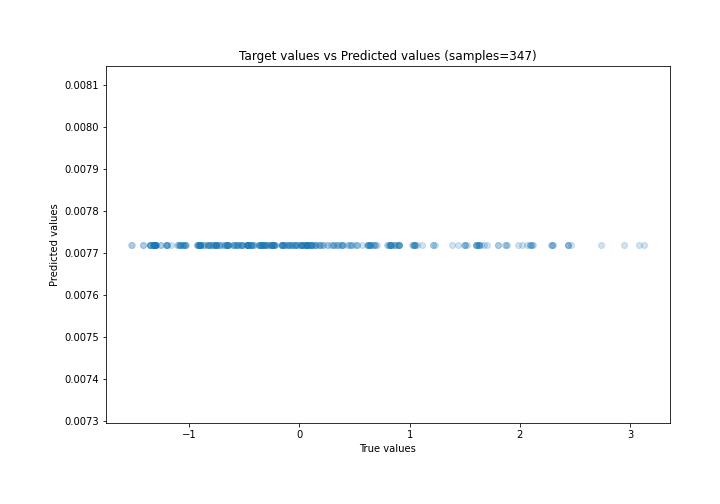 Target values vs Predicted values (samples=347)
0.0081
0.0080
0.0079
0.0078
0.0077
0.0076
0.0075
0.0074
0.0073
Predicted values
−1 0 1 2 3
True values